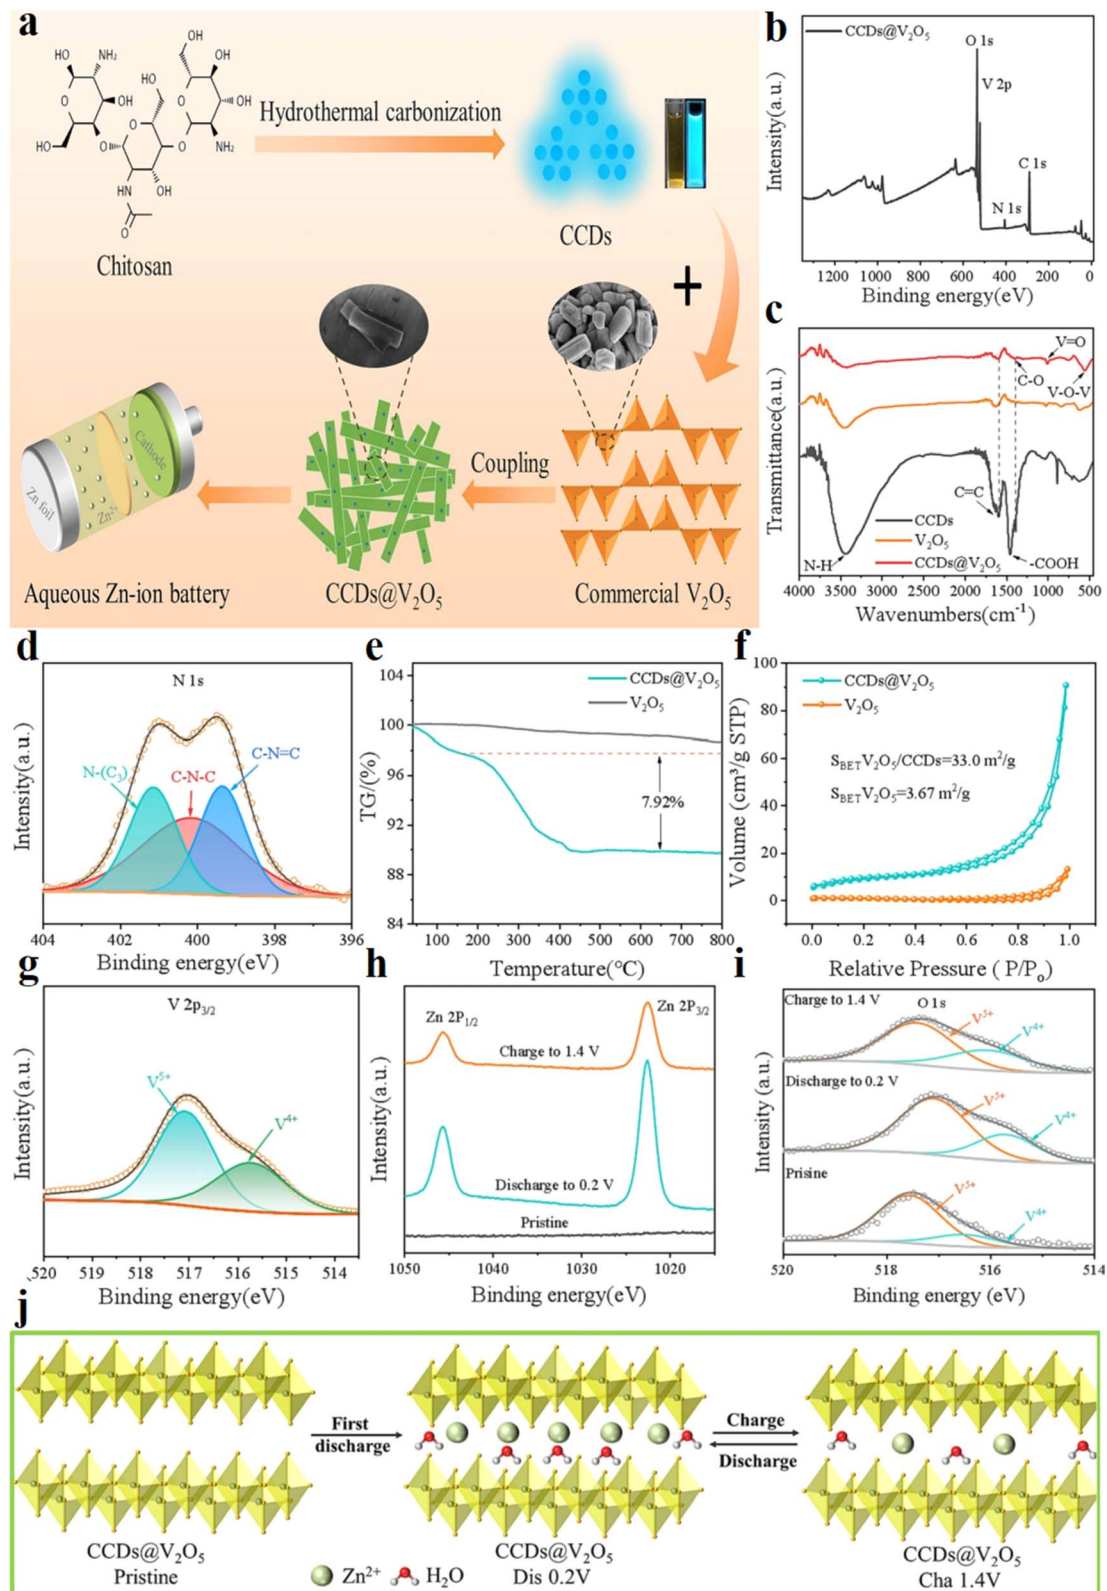 a
HO
NH₂
OH
HO
HO
O
O
HN
O
OH
HO
O
OH
O
HO
OH
OH
NH₂
Chitosan
Hydrothermal carbonization
CCDs
+
Coupling
Commercial V₂O₅
CCDs@V₂O₅
Zn foil
Zn²⁺
Cathode
Aqueous Zn-ion battery
b
CCDs@V₂O₅
O 1s
V 2p
C 1s
N 1s
Intensity(a.u.)
1200 1000 800 600 400 200 0
Binding energy(eV)
c
V=O
C-O
V-O-V
C=C
N-H
-COOH
CCDs
V₂O₅
CCDs@V₂O₅
Transmittance(a.u.)
4000 3500 3000 2500 2000 1500 1000 500
Wavenumbers(cm⁻¹)
d
N 1s
N-(C₃)
C-N-C
C-N=C
Intensity(a.u.)
404 402 400 398 396
Binding energy(eV)
e
CCDs@V₂O₅
V₂O₅
7.92%
TG/(%)
104
100
96
92
88
84
100 200 300 400 500 600 700 800
Temperature(°C)
f
CCDs@V₂O₅
V₂O₅
S_BET V₂O₅/CCDs=33.0 m²/g
S_BET V₂O₅=3.67 m²/g
Volume (cm³/g STP)
100
80
60
40
20
0
0.0 0.2 0.4 0.6 0.8 1.0
Relative Pressure ( P/P₀)
g
V 2p₃/₂
V⁵⁺
V⁴⁺
Intensity(a.u.)
520 519 518 517 516 515 514
Binding energy(eV)
h
Zn 2P₁/₂
Zn 2P₃/₂
Charge to 1.4 V
Discharge to 0.2 V
Pristine
Intensity(a.u.)
1050 1040 1030 1020
Binding energy(eV)
i
Charge to 1.4 V
O 1s
V⁵⁺
V⁴⁺
Discharge to 0.2 V
V⁵⁺
V⁴⁺
Prisine
V⁵⁺
V⁴⁺
Intensity (a.u.)
520 518 516 514
Binding energy (eV)
j
First
discharge
Charge
Discharge
CCDs@V₂O₅
Pristine
Zn²⁺
H₂O
CCDs@V₂O₅
Dis 0.2V
CCDs@V₂O₅
Cha 1.4V